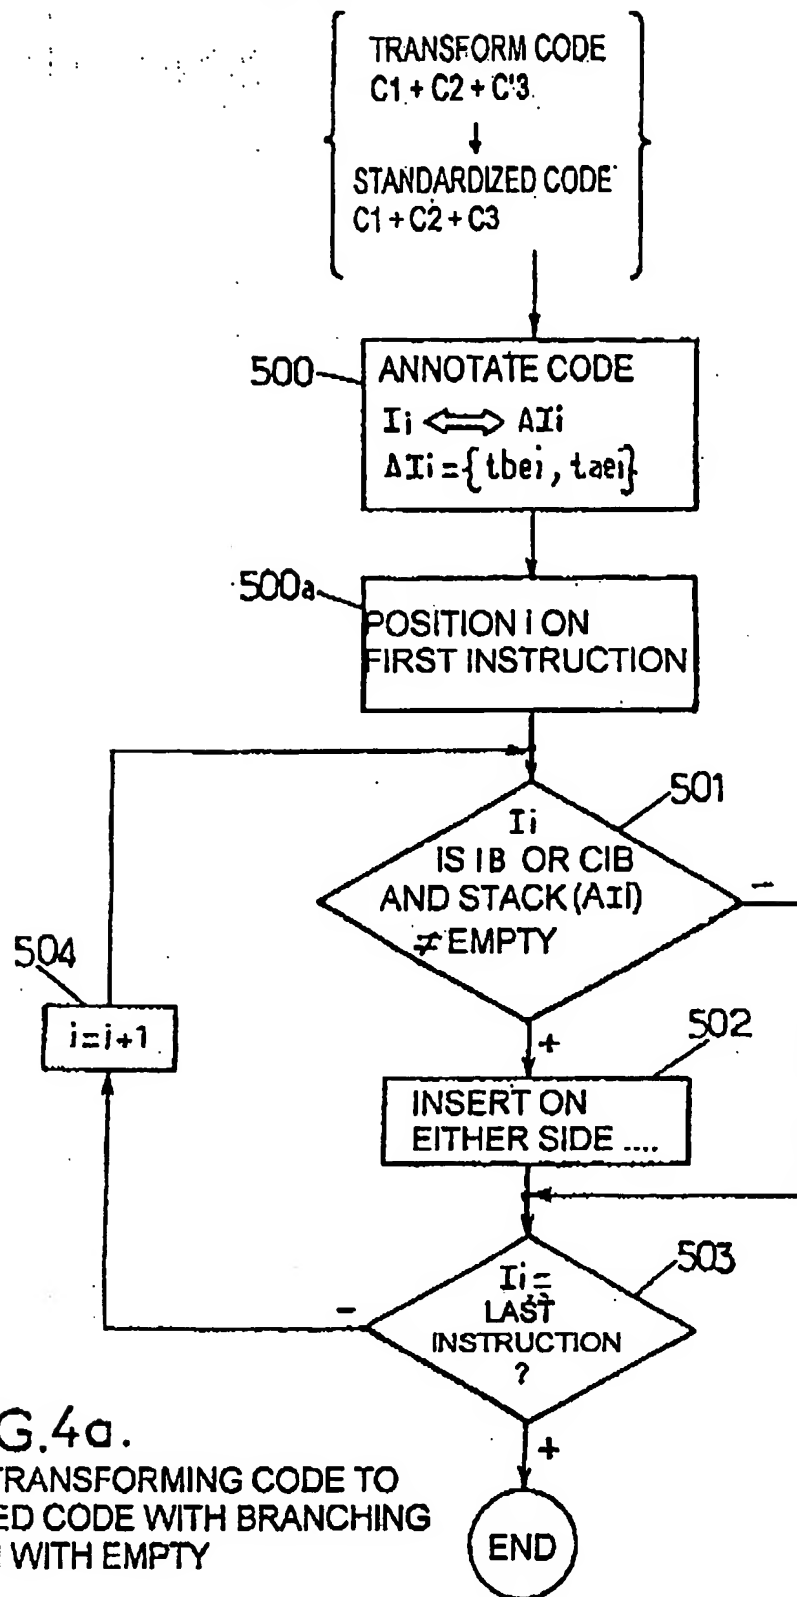 TRANSFORM CODE
C1 + C2 + C'3
STANDARDIZED CODE
C1 + C2 + C3
500
ANNOTATE CODE
Ii ⟺ AIi
AIi = {tbei, taei}
500a
POSITION I ON
FIRST INSTRUCTION
501
Ii
IS IB OR CIB
AND STACK (AIi)
≠ EMPTY
-
504
i=i+1
+
502
INSERT ON
EITHER SIDE ....
503
Ii =
LAST
INSTRUCTION
?
-
G.4a.
TRANSFORMING CODE TO
ED CODE WITH BRANCHING
WITH EMPTY
+
END